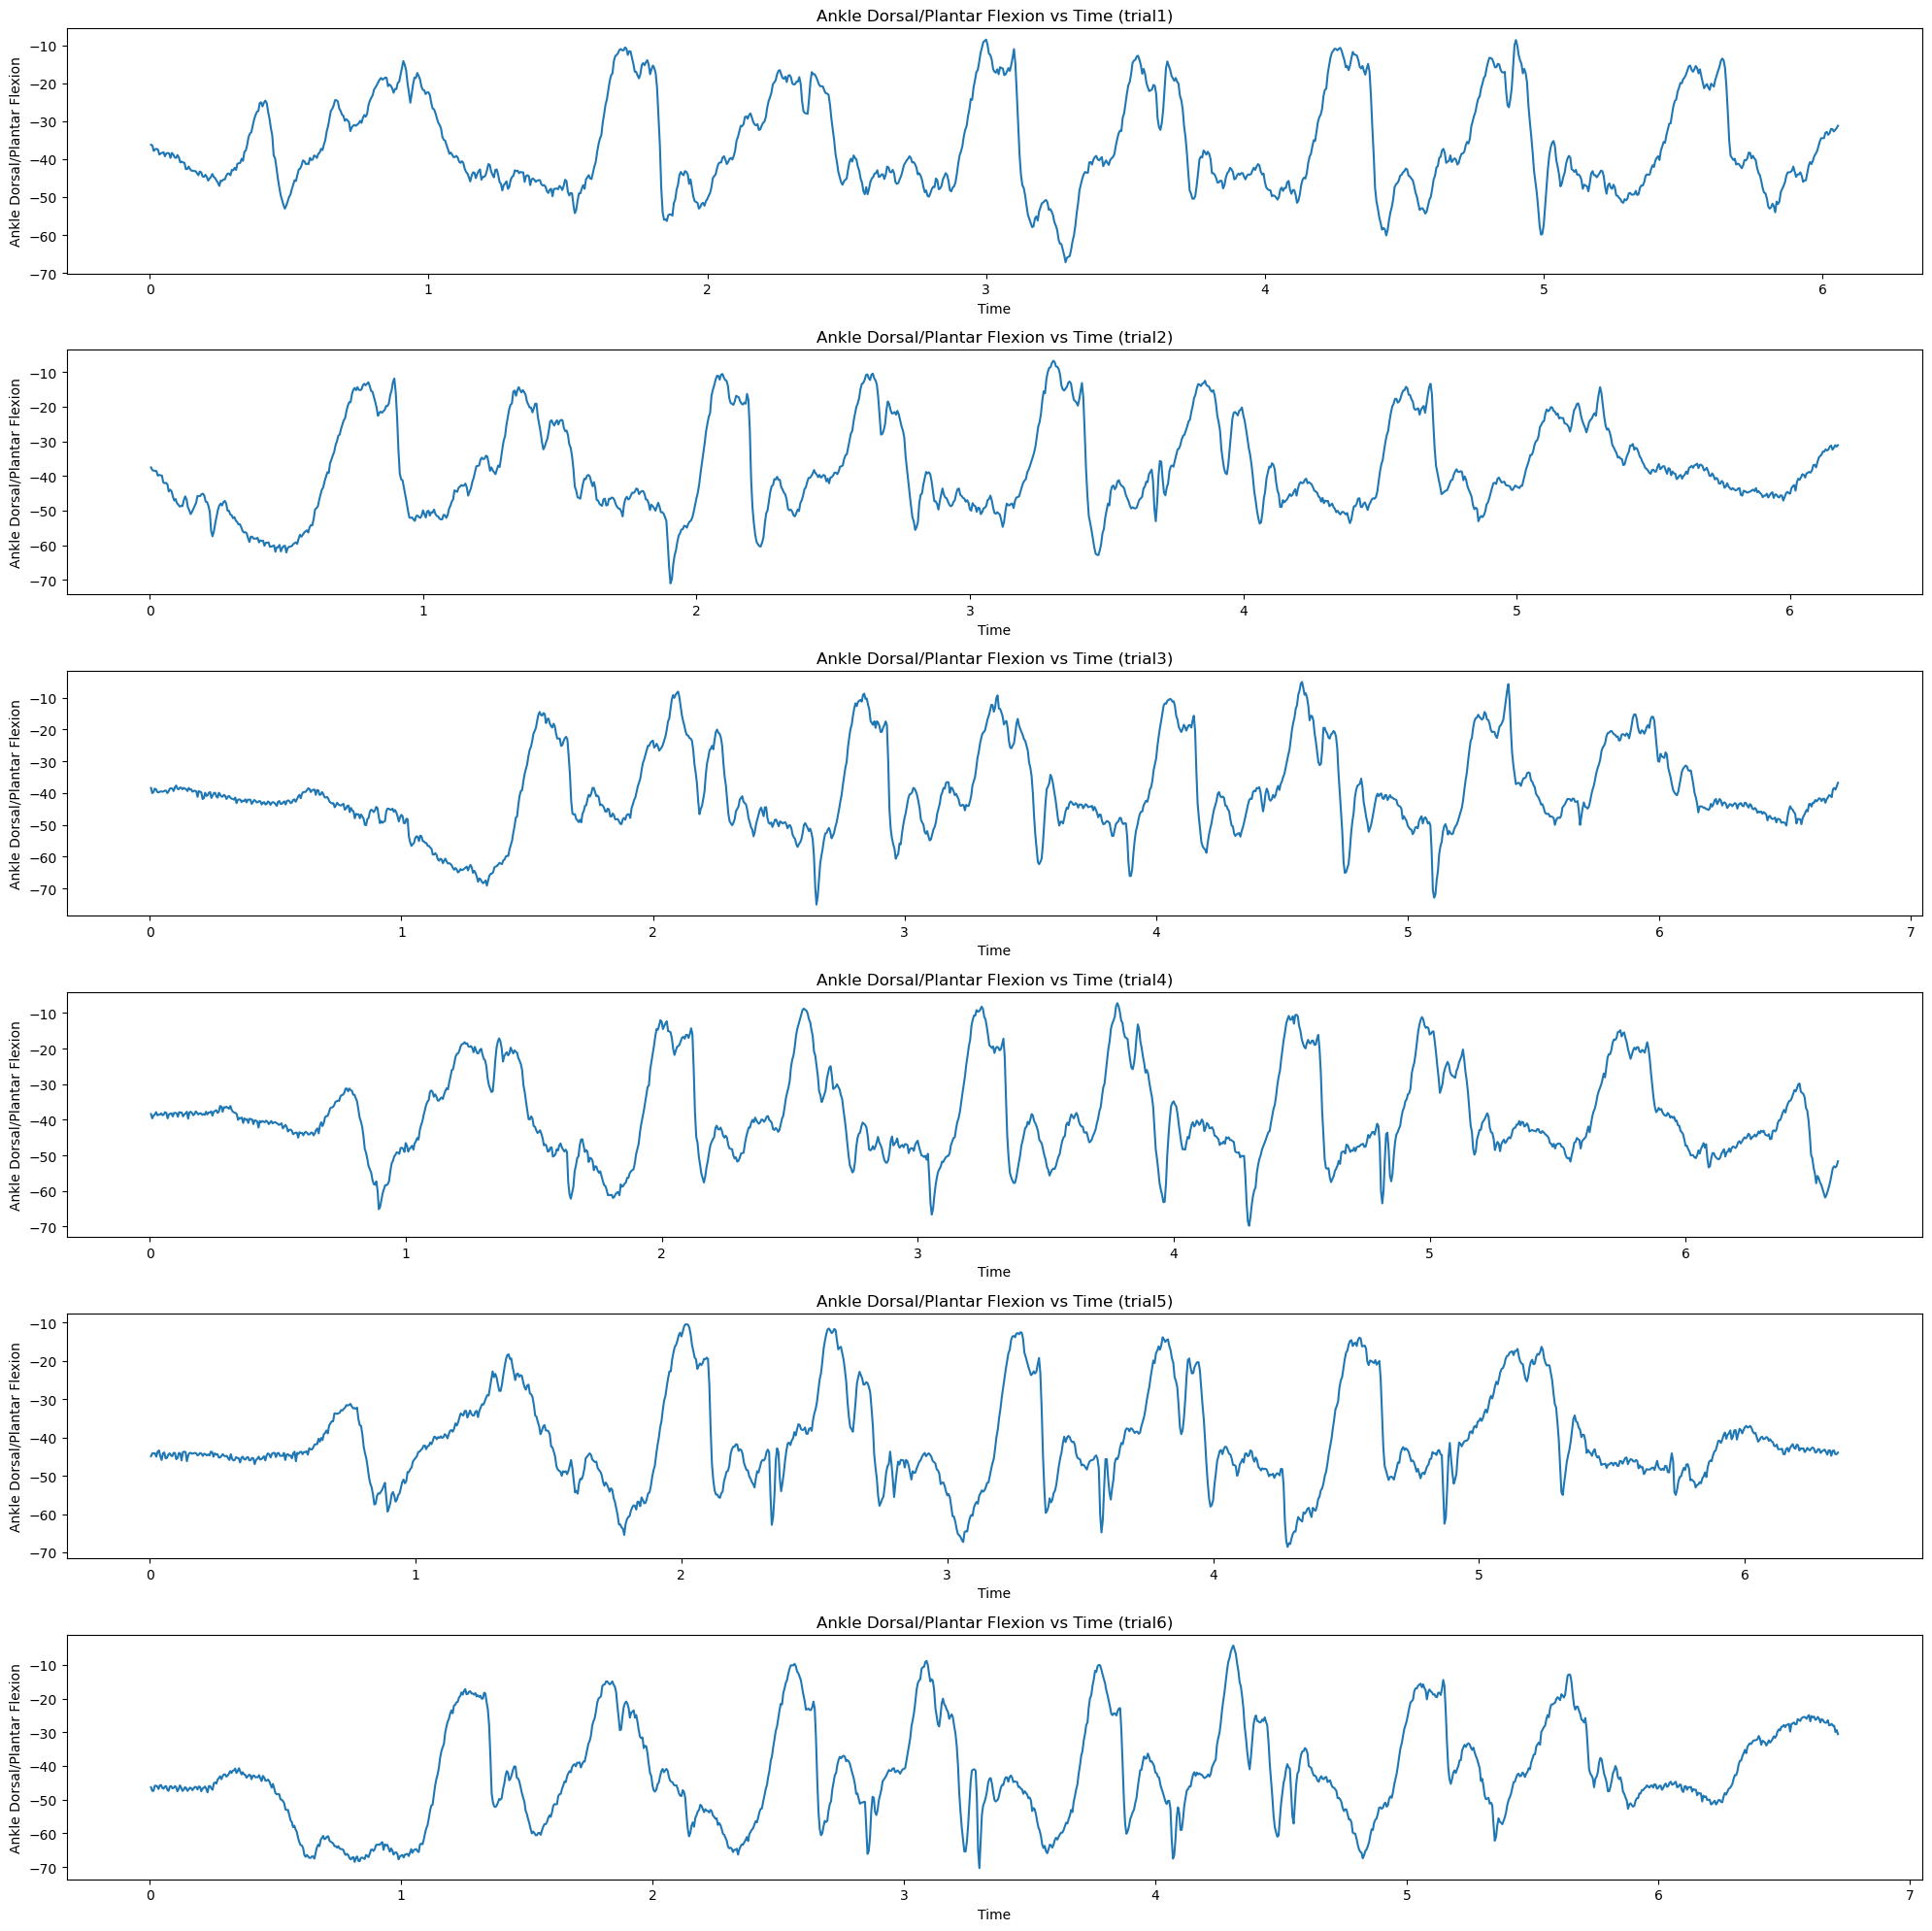 Ankle Dorsal/Plantar Flexion vs Time (trial1)
Ankle Dorsal/Plantar Flexion
−10
−20
−30
−40
−50
−60
−70
0 1 2 3 4 5 6
Time
Ankle Dorsal/Plantar Flexion vs Time (trial2)
Ankle Dorsal/Plantar Flexion
−10
−20
−30
−40
−50
−60
−70
0 1 2 3 4 5 6
Time
Ankle Dorsal/Plantar Flexion vs Time (trial3)
Ankle Dorsal/Plantar Flexion
−10
−20
−30
−40
−50
−60
−70
0 1 2 3 4 5 6 7
Time
Ankle Dorsal/Plantar Flexion vs Time (trial4)
Ankle Dorsal/Plantar Flexion
−10
−20
−30
−40
−50
−60
−70
0 1 2 3 4 5 6
Time
Ankle Dorsal/Plantar Flexion vs Time (trial5)
Ankle Dorsal/Plantar Flexion
−10
−20
−30
−40
−50
−60
−70
0 1 2 3 4 5 6
Time
Ankle Dorsal/Plantar Flexion vs Time (trial6)
Ankle Dorsal/Plantar Flexion
−10
−20
−30
−40
−50
−60
−70
0 1 2 3 4 5 6 7
Time